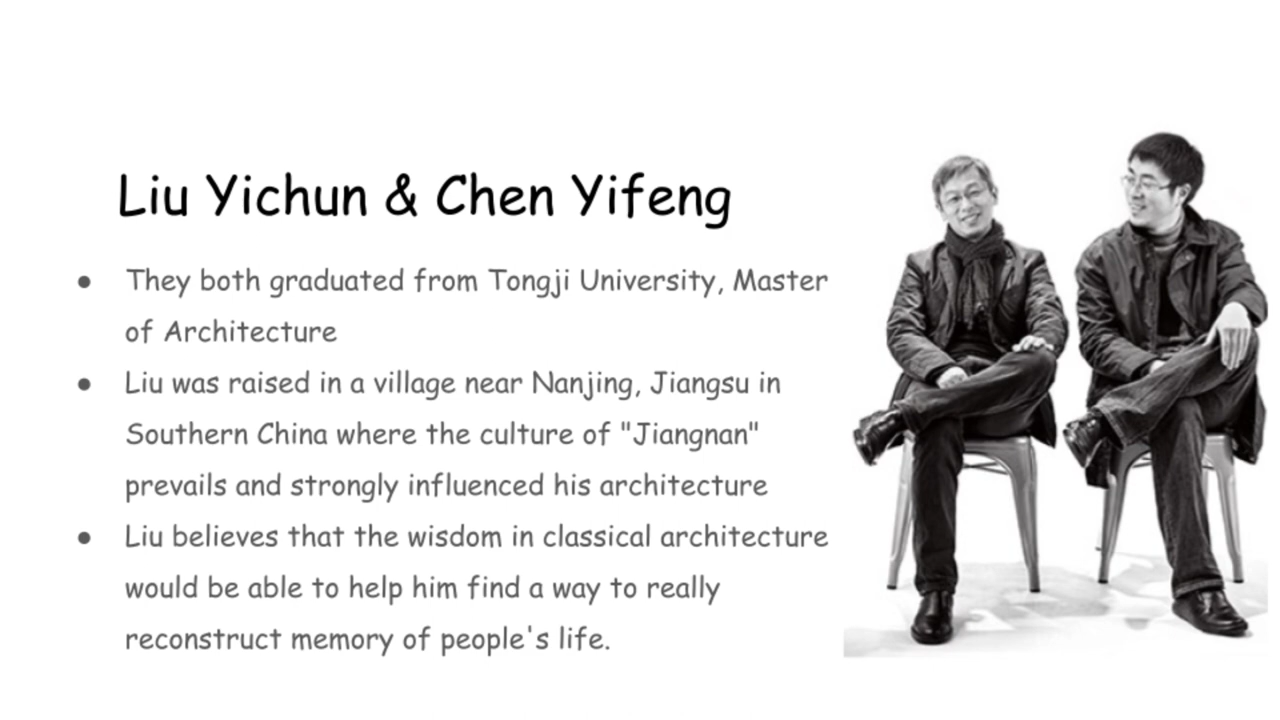 Liu Yichun & Chen Yifeng
● They both graduated from Tongji University, Master
of Architecture
● Liu was raised in a village near Nanjing, Jiangsu in
Southern China where the culture of "Jiangnan"
prevails and strongly influenced his architecture
● Liu believes that the wisdom in classical architecture
would be able to help him find a way to really
reconstruct memory of people's life.